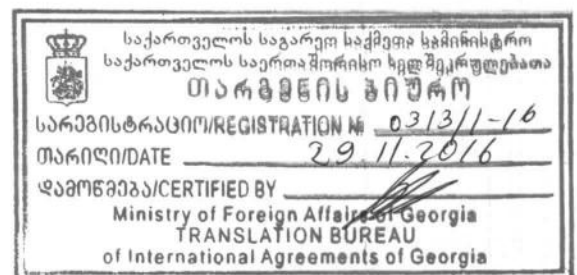 საქართველოს საგარეო საქმეთა სამინისტრო
საქართველოს საერთაშორისო ხელშეკრულებათა
თარგმნის ბიურო
სარეგისტრაციო/REGISTRATION № 0313/1-16
თარიღი/DATE 29.11.2016
დამოწმება/CERTIFIED BY
Ministry of Foreign Affairs of Georgia
TRANSLATION BUREAU
of International Agreements of Georgia